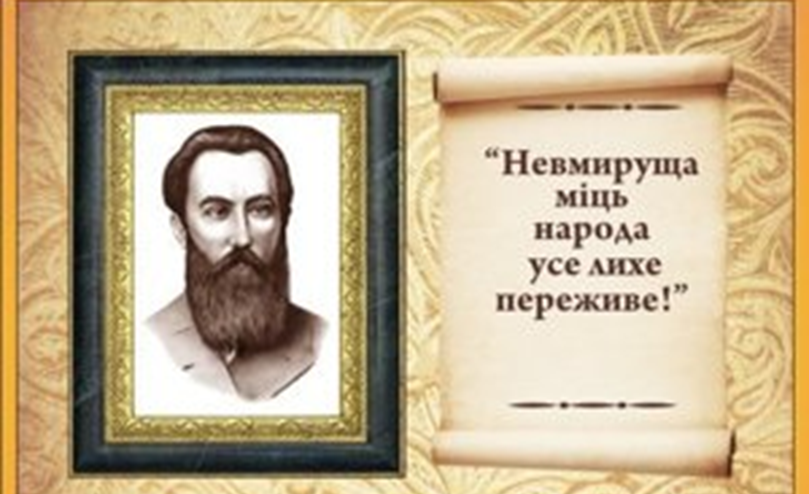 “Невмируща
міць
народа
усе лихе
переживе!”